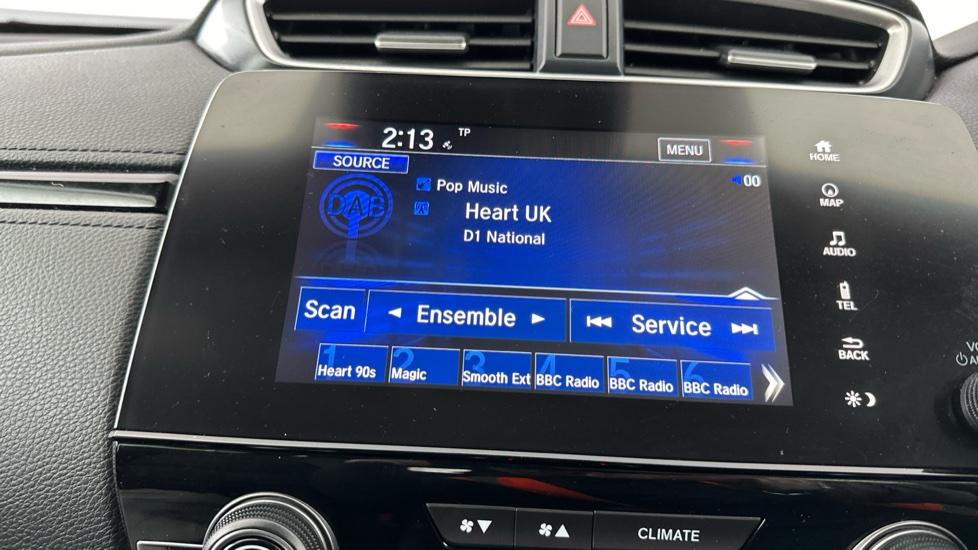 2:13 TP
MENU
SOURCE
00
DAB
Pop Music
Heart UK
D1 National
Scan
Ensemble
Service
1 Heart 90s
2 Magic
3 Smooth Ext
4 BBC Radio
5 BBC Radio
6 BBC Radio
HOME
MAP
AUDIO
TEL
BACK
CLIMATE